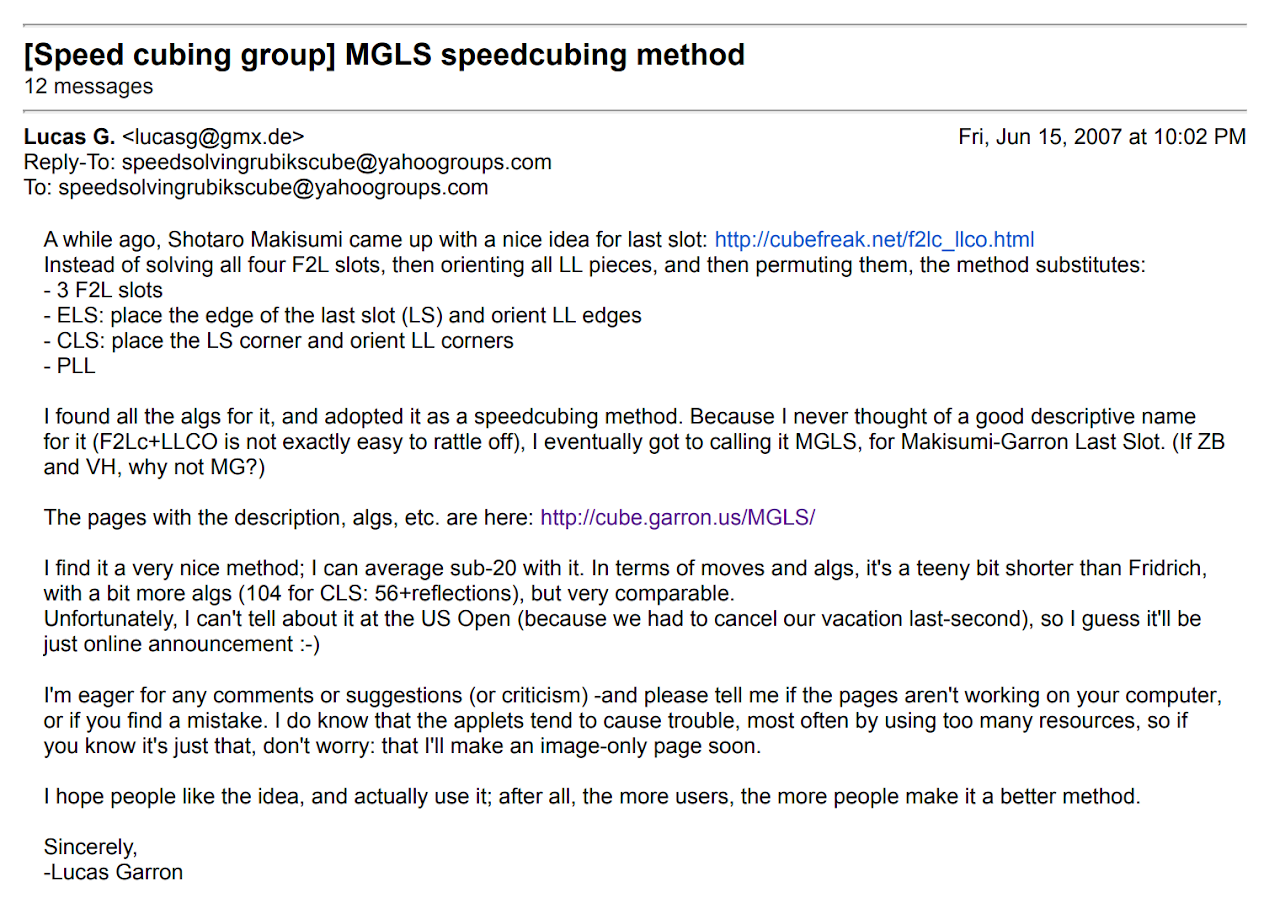 [Speed cubing group] MGLS speedcubing method
12 messages
Lucas G. <lucasg@gmx.de> Fri, Jun 15, 2007 at 10:02 PM
Reply-To: speedsolvingrubikscube@yahoogroups.com
To: speedsolvingrubikscube@yahoogroups.com
A while ago, Shotaro Makisumi came up with a nice idea for last slot: http://cubefreak.net/f2lc_llco.html
Instead of solving all four F2L slots, then orienting all LL pieces, and then permuting them, the method substitutes:
- 3 F2L slots
- ELS: place the edge of the last slot (LS) and orient LL edges
- CLS: place the LS corner and orient LL corners
- PLL
I found all the algs for it, and adopted it as a speedcubing method. Because I never thought of a good descriptive name
for it (F2Lc+LLCO is not exactly easy to rattle off), I eventually got to calling it MGLS, for Makisumi-Garron Last Slot. (If ZB
and VH, why not MG?)
The pages with the description, algs, etc. are here: http://cube.garron.us/MGLS/
I find it a very nice method; I can average sub-20 with it. In terms of moves and algs, it's a teeny bit shorter than Fridrich,
with a bit more algs (104 for CLS: 56+reflections), but very comparable.
Unfortunately, I can't tell about it at the US Open (because we had to cancel our vacation last-second), so I guess it'll be
just online announcement :-)
I'm eager for any comments or suggestions (or criticism) -and please tell me if the pages aren't working on your computer,
or if you find a mistake. I do know that the applets tend to cause trouble, most often by using too many resources, so if
you know it's just that, don't worry: that I'll make an image-only page soon.
I hope people like the idea, and actually use it; after all, the more users, the more people make it a better method.
Sincerely,
-Lucas Garron